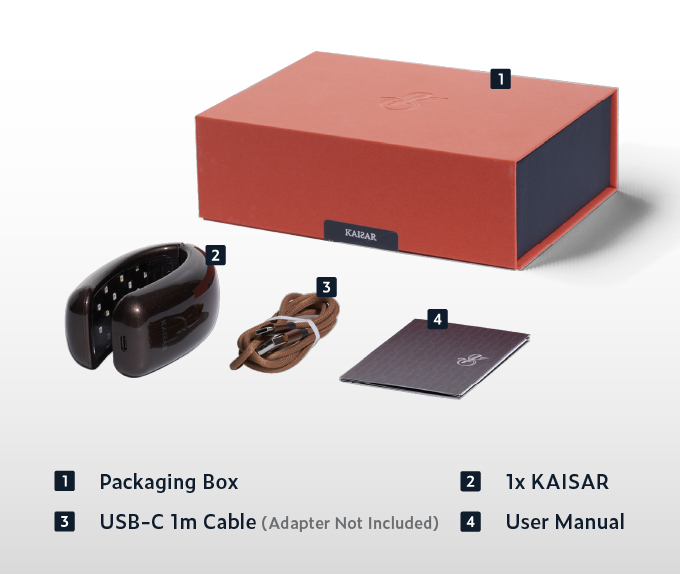 1
KAISAR
2
3
4
KAISAR
1 Packaging Box
2 1x KAISAR
3 USB-C 1m Cable (Adapter Not Included)
4 User Manual